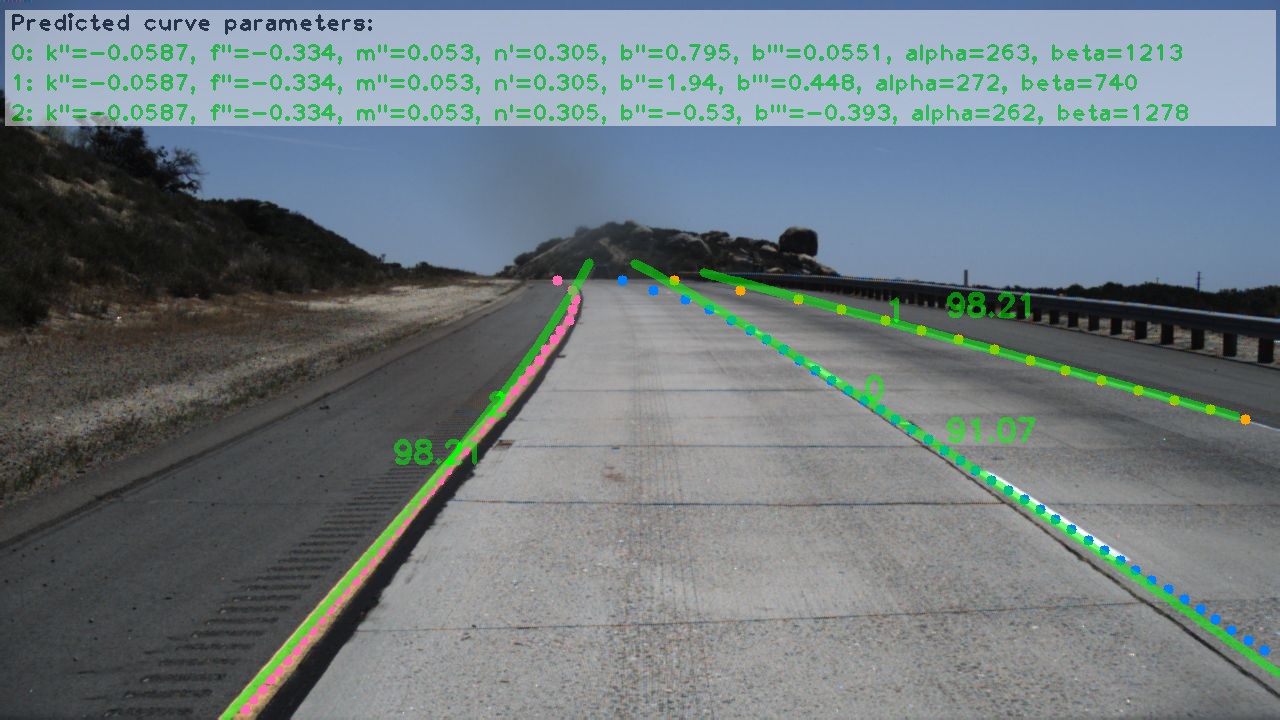 Predicted curve parameters:
0: k"=-0.0587, f"=-0.334, m"=0.053, n'=0.305, b"=0.795, b'"=0.0551, alpha=263, beta=1213
1: k"=-0.0587, f"=-0.334, m"=0.053, n'=0.305, b"=1.94, b'"=0.448, alpha=272, beta=740
2: k"=-0.0587, f"=-0.334, m"=0.053, n'=0.305, b"=-0.53, b'"=-0.393, alpha=262, beta=1278
1 98.21
0
2
91.07
98.21